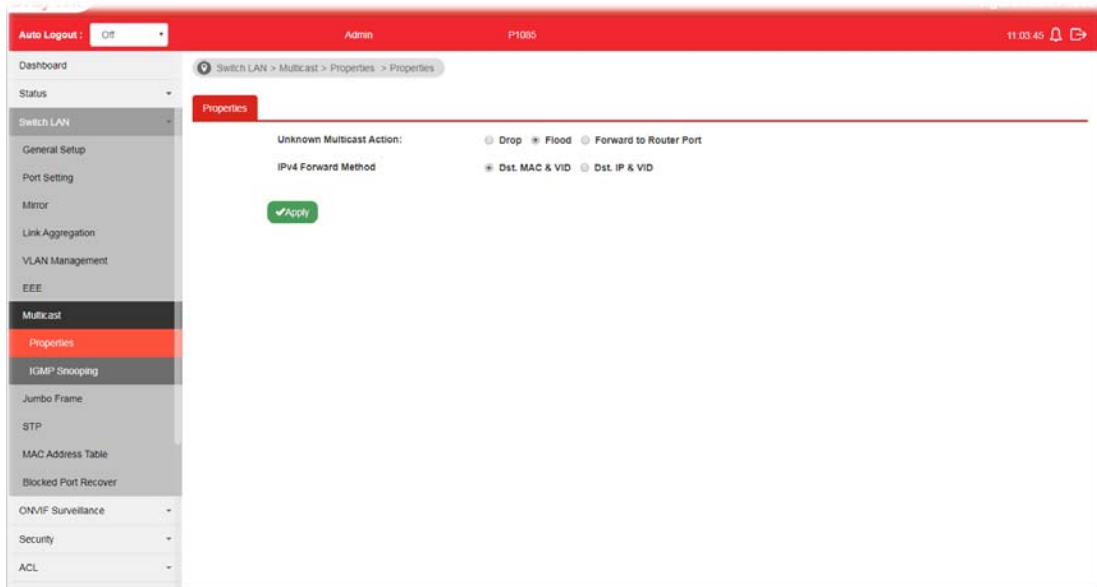 Auto Logout : Off Admin P1085 11:03:45
Dashboard
Status
Switch LAN
General Setup
Port Setting
Mirror
Link Aggregation
VLAN Management
EEE
Multicast
Properties
IGMP Snooping
Jumbo Frame
STP
MAC Address Table
Blocked Port Recover
ONVIF Surveillance
Security
ACL
Switch LAN > Multicast > Properties > Properties
Properties
Unknown Multicast Action: Drop Flood Forward to Router Port
IPv4 Forward Method Dst. MAC & VID Dst. IP & VID
Apply